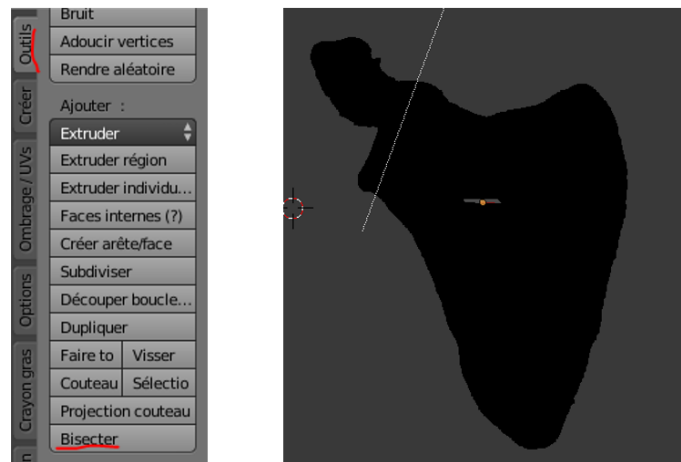 Bruit
Adoucir vertices
Rendre aléatoire
Ajouter :
Extruder
Extruder région
Extruder individu...
Faces internes (?)
Créer arête/face
Subdiviser
Découper boucle...
Dupliquer
Faire to Visser
Couteau Sélectio
Projection couteau
Bisecter
Outils
Créer
Ombrage / UVs
Options
Crayon gras